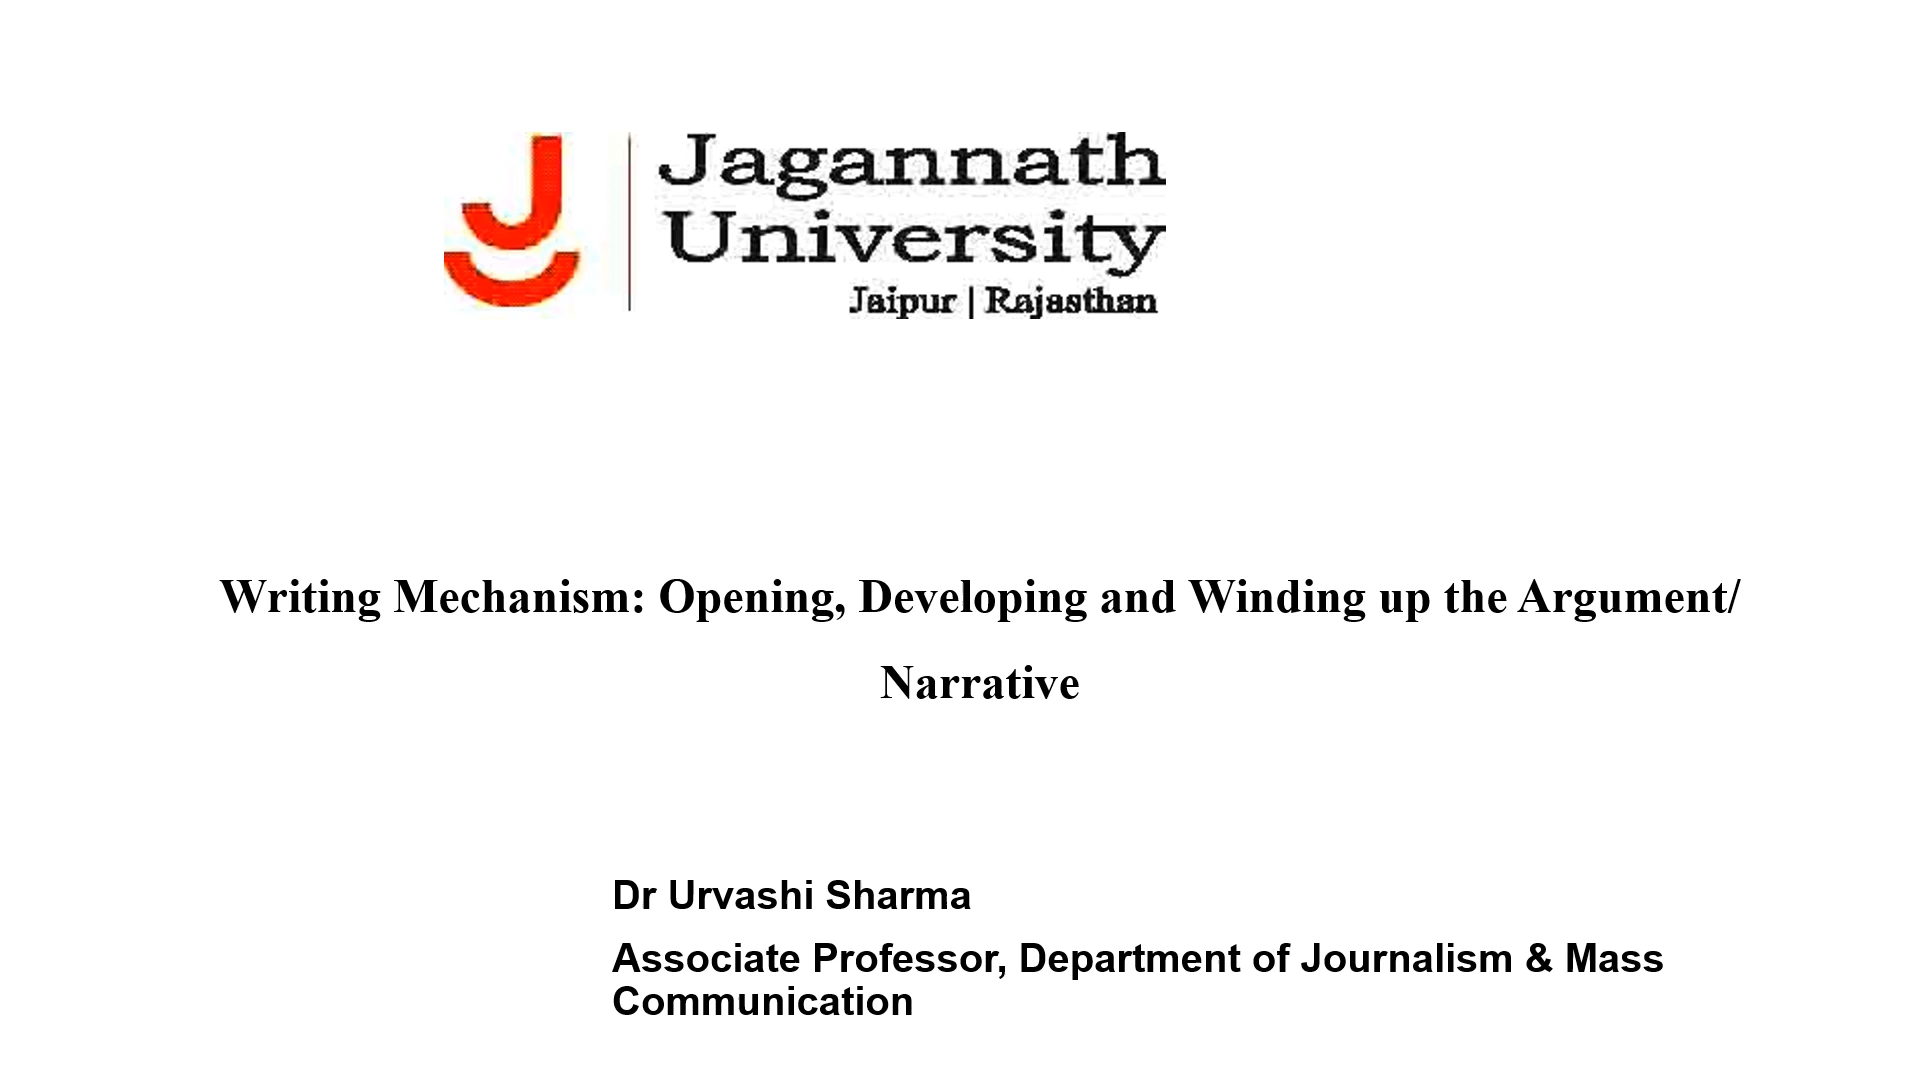 Jagannath
University
Jaipur | Rajasthan
Writing Mechanism: Opening, Developing and Winding up the Argument/
Narrative
Dr Urvashi Sharma
Associate Professor, Department of Journalism & Mass
Communication